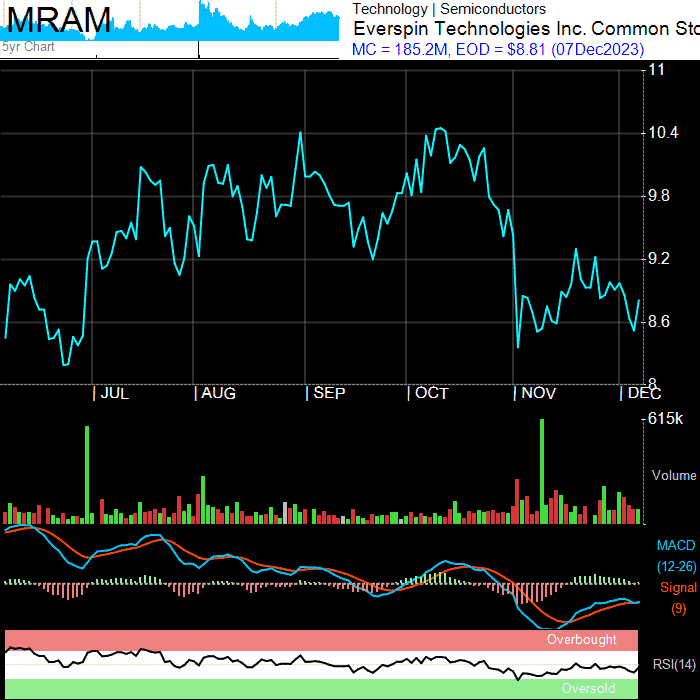 MRAM
5yr Chart
Technology | Semiconductors
Everspin Technologies Inc. Common Sto
MC = 185.2M, EOD = $8.81 (07Dec2023)
11
10.4
9.8
9.2
8.6
8
JUL AUG SEP OCT NOV DEC
615k
Volume
MACD
(12-26)
Signal
(9)
Overbought
RSI(14)
Oversold